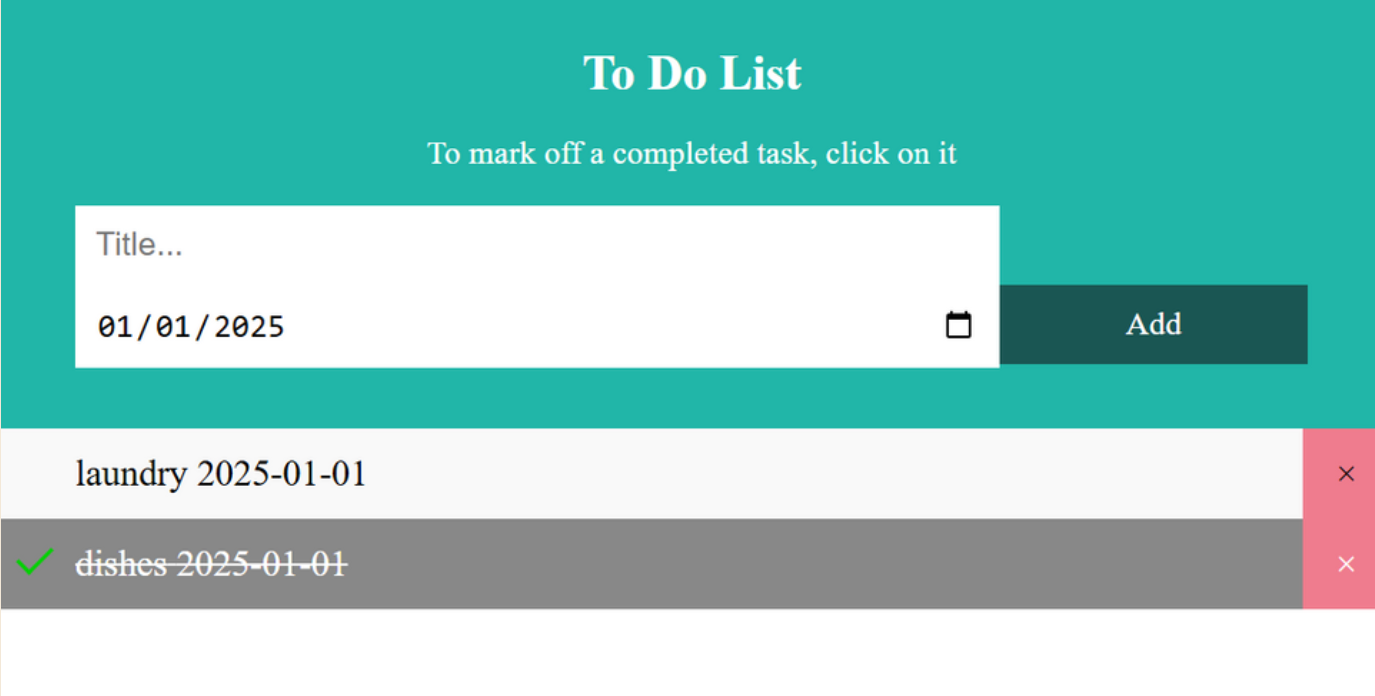 To Do List
To mark off a completed task, click on it
Title...
01/01/2025
Add
laundry 2025-01-01
×
dishes 2025-01-01
×